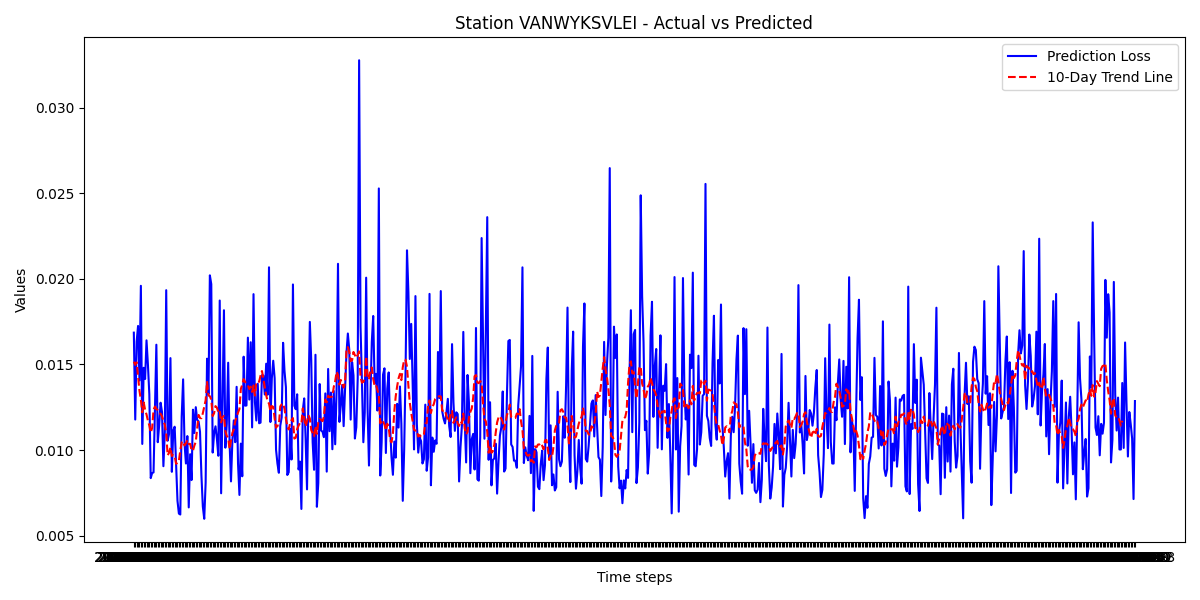 Station VANWYKSVLEI - Actual vs Predicted
Prediction Loss
10-Day Trend Line
Values
0.030
0.025
0.020
0.015
0.010
0.005
Time steps